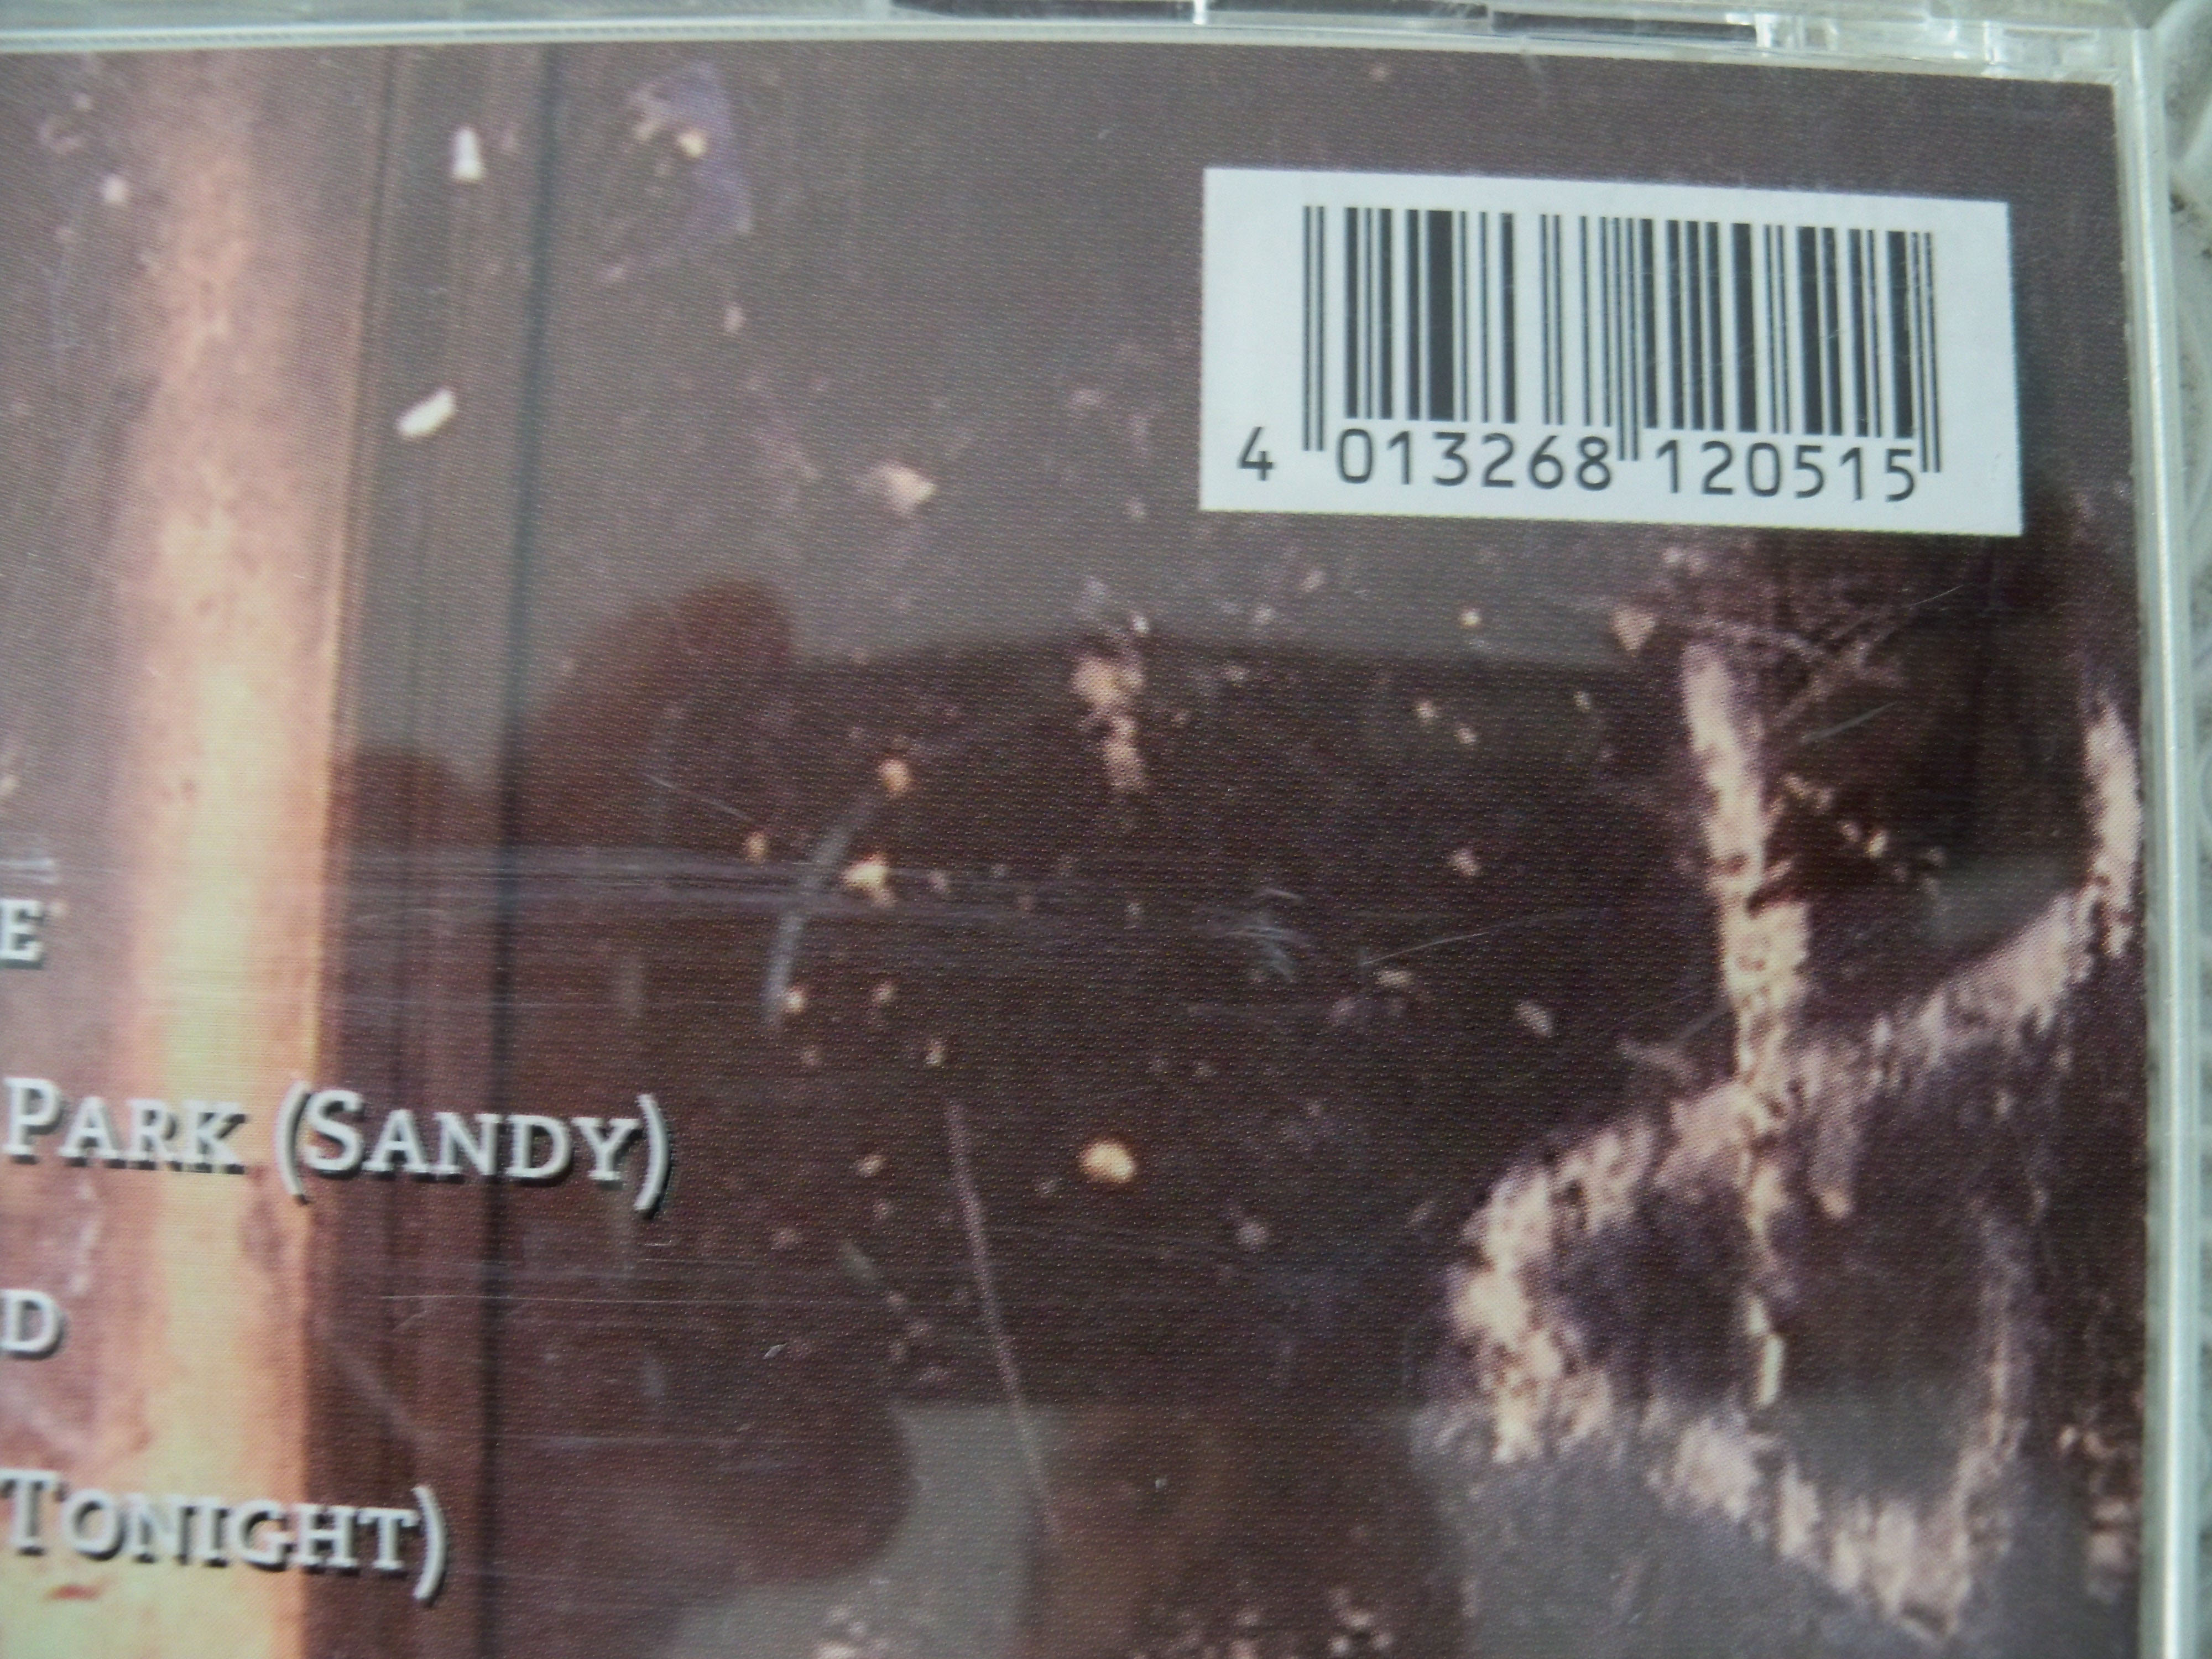 4 013268 120515
E
PARK (SANDY)
D
TONIGHT)